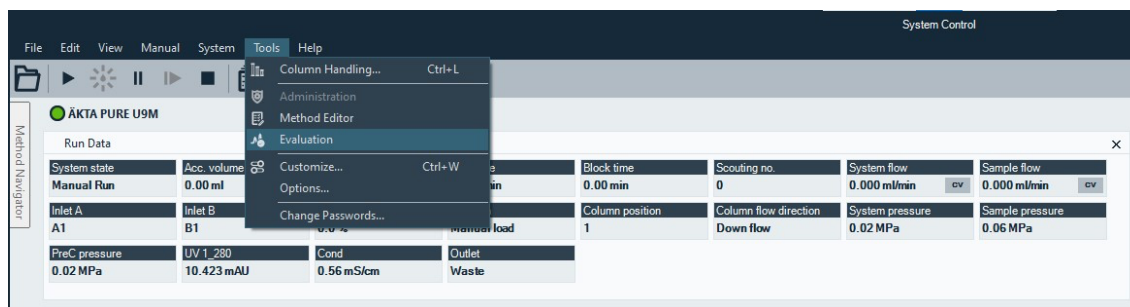 System Control
File Edit View Manual System Tools Help
Column Handling... Ctrl+L
Administration
Method Editor
Evaluation
Customize... Ctrl+W
Options...
Change Passwords...
ÄKTA PURE U9M
Method Navigator
Run Data
System state Acc. volume Block time Scouting no. System flow Sample flow
Manual Run 0.00 ml 0.00 min 0 0.000 ml/min cv 0.000 ml/min cv
Inlet A Inlet B Column position Column flow direction System pressure Sample pressure
A1 B1 Manual load 1 Down flow 0.02 MPa 0.06 MPa
PreC pressure UV 1_280 Cond Outlet
0.02 MPa 10.423 mAU 0.56 mS/cm Waste